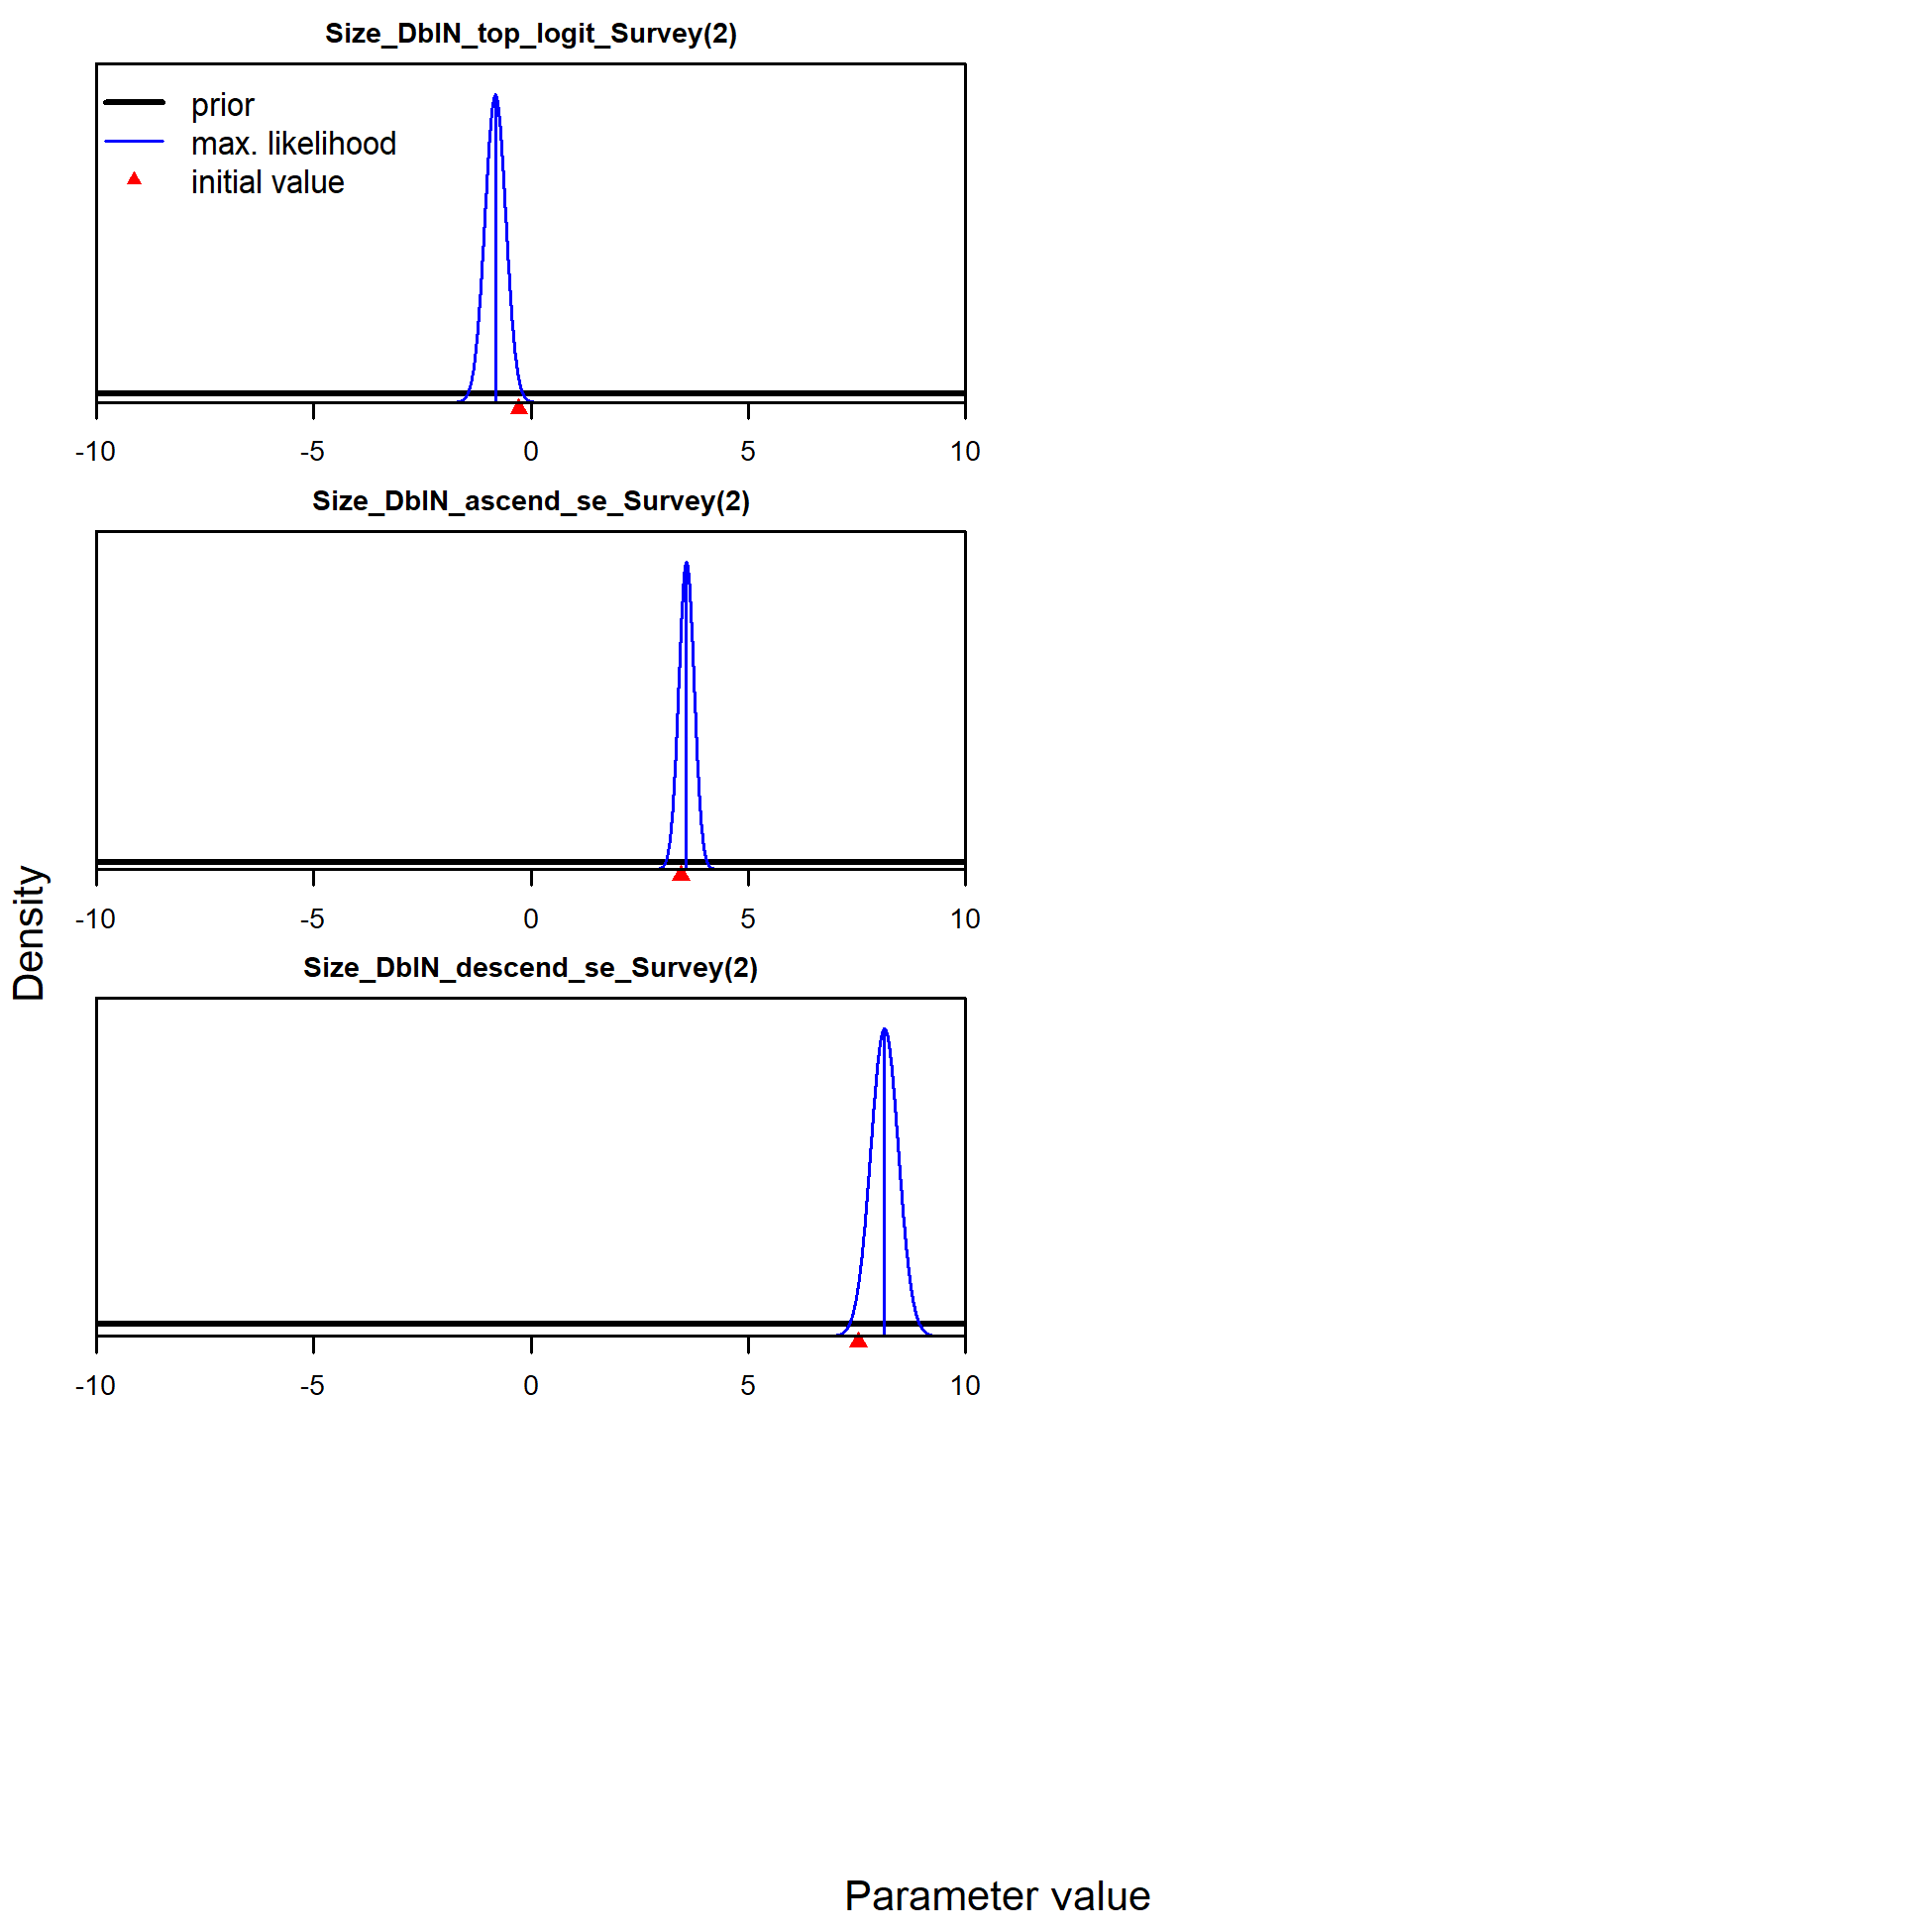 Size_DblN_top_logit_Survey(2)
prior
max. likelihood
initial value
-10 -5 0 5 10
Size_DblN_ascend_se_Survey(2)
-10 -5 0 5 10
Size_DblN_descend_se_Survey(2)
-10 -5 0 5 10
Density
Parameter value